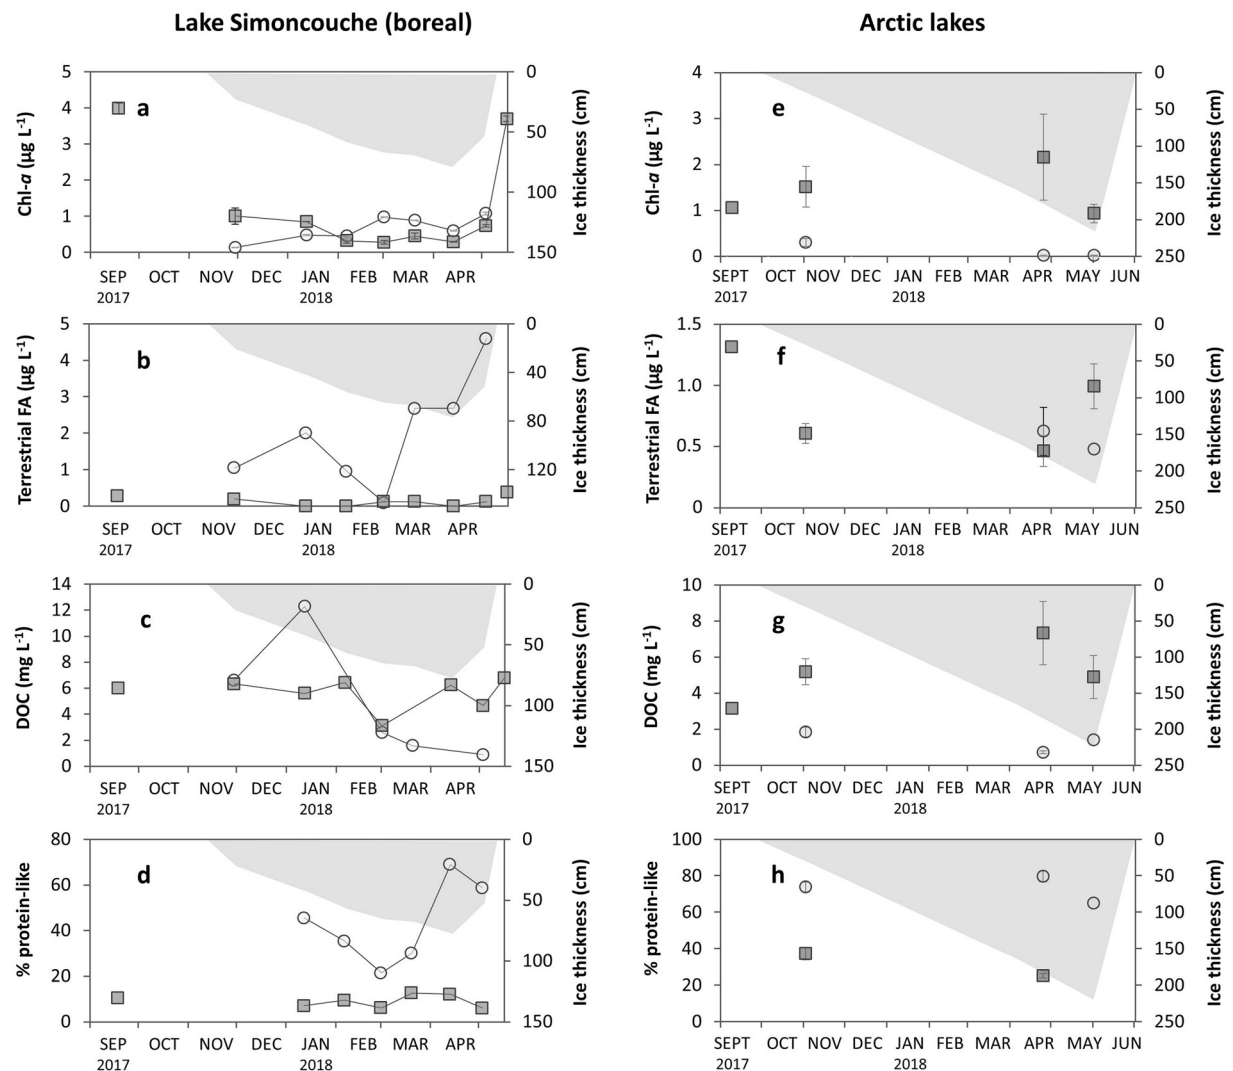 Lake Simoncouche (boreal)
Arctic lakes
a
Chl-a (µg L-1)
5
4
3
2
1
0
0
50
100
150
Ice thickness (cm)
SEP OCT NOV DEC JAN FEB MAR APR
2017 2018
e
Chl-a (µg L-1)
4
3
2
1
0
0
50
100
150
200
250
Ice thickness (cm)
SEPT OCT NOV DEC JAN FEB MAR APR MAY JUN
2017 2018
b
Terrestrial FA (µg L-1)
5
4
3
2
1
0
0
40
80
120
Ice thickness (cm)
SEP OCT NOV DEC JAN FEB MAR APR
2017 2018
f
Terrestrial FA (µg L-1)
1.5
1.0
0.5
0
0
50
100
150
200
250
Ice thickness (cm)
SEPT OCT NOV DEC JAN FEB MAR APR MAY JUN
2017 2018
c
DOC (mg L-1)
14
12
10
8
6
4
2
0
0
50
100
150
Ice thickness (cm)
SEP OCT NOV DEC JAN FEB MAR APR
2017 2018
g
DOC (mg L-1)
10
8
6
4
2
0
0
50
100
150
200
250
Ice thickness (cm)
SEPT OCT NOV DEC JAN FEB MAR APR MAY JUN
2017 2018
d
% protein-like
80
60
40
20
0
0
50
100
150
Ice thickness (cm)
SEP OCT NOV DEC JAN FEB MAR APR
2017 2018
h
% protein-like
100
80
60
40
20
0
0
50
100
150
200
250
Ice thickness (cm)
SEPT OCT NOV DEC JAN FEB MAR APR MAY JUN
2017 2018